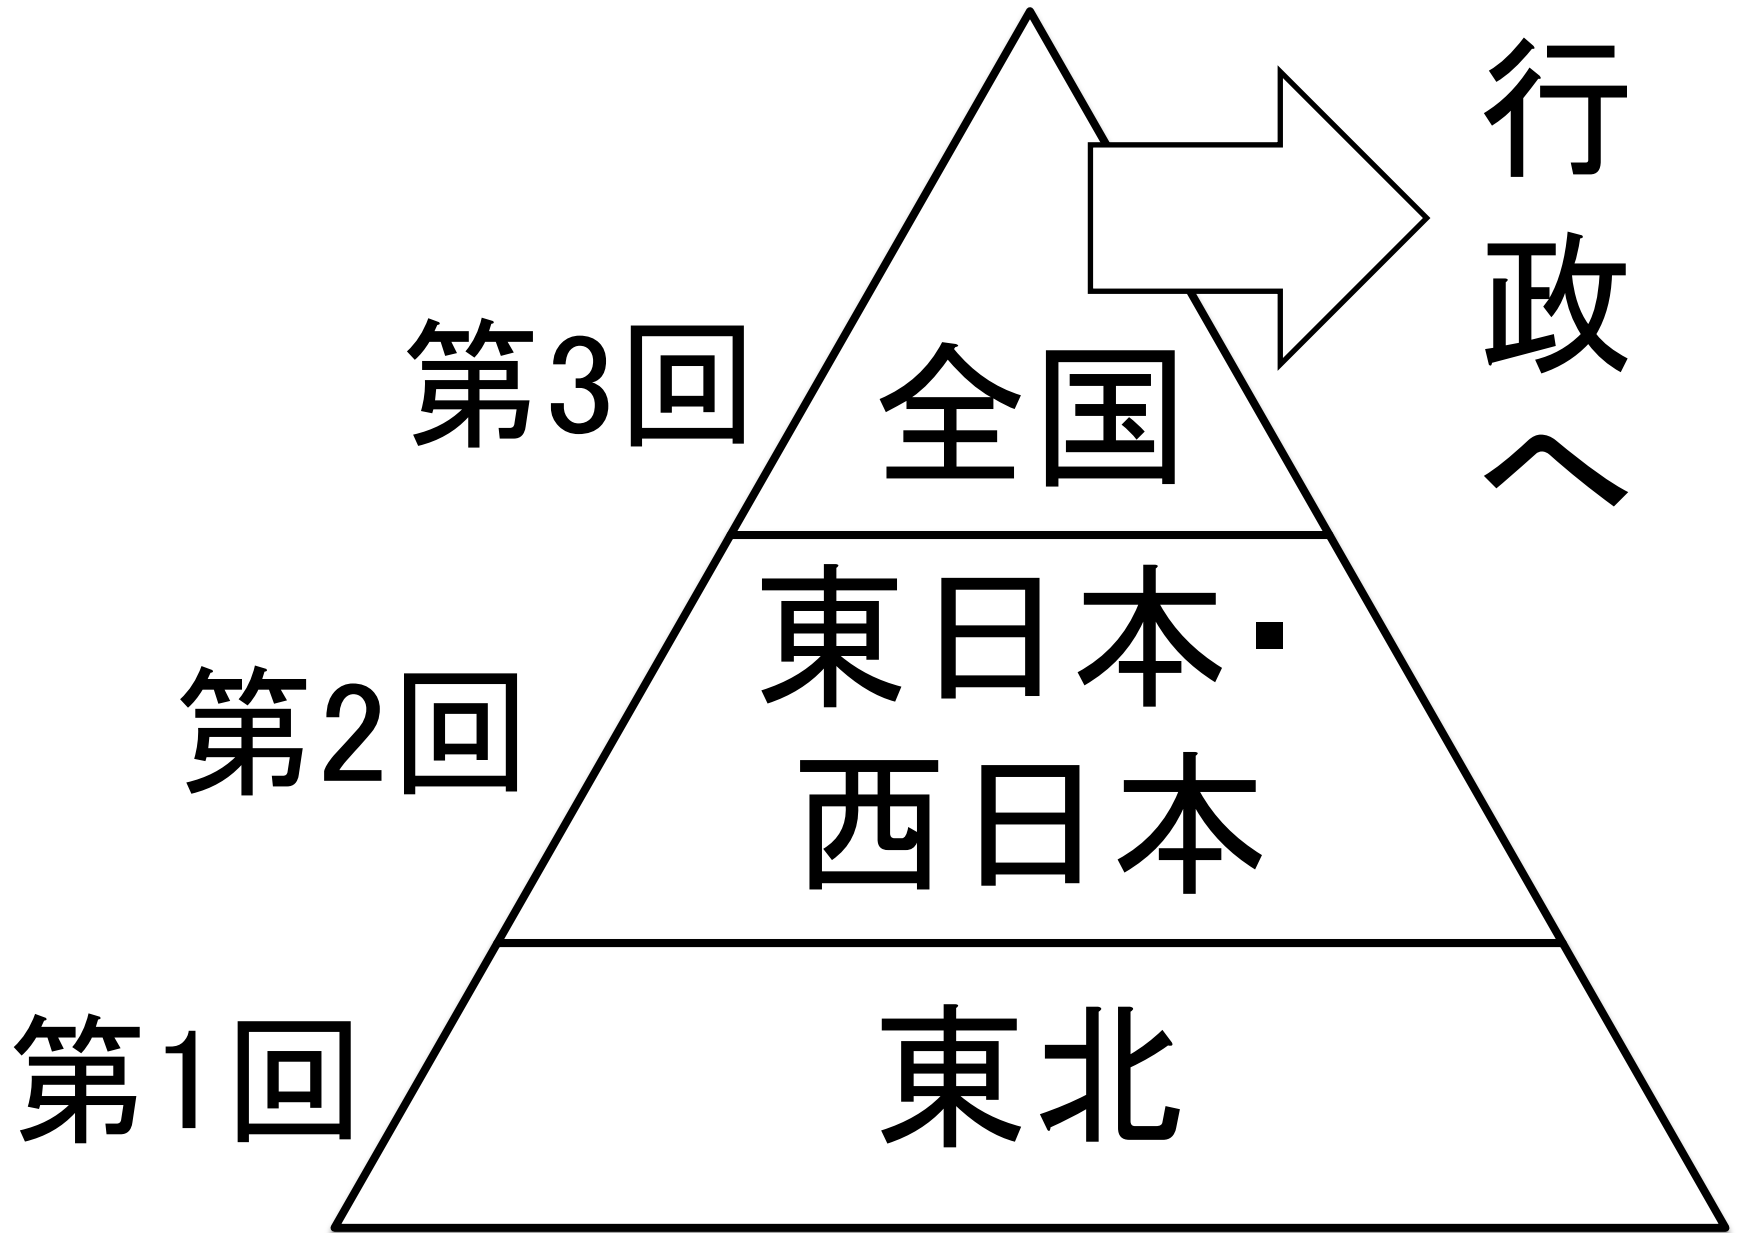 行政へ
第3回
全国
東日本・
西日本
第2回
東北
第1回